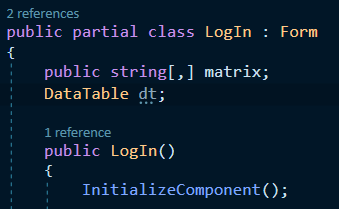 2 references
public partial class LogIn : Form
{
public string[,] matrix;
DataTable dt;
1 reference
public LogIn()
{
InitializeComponent();